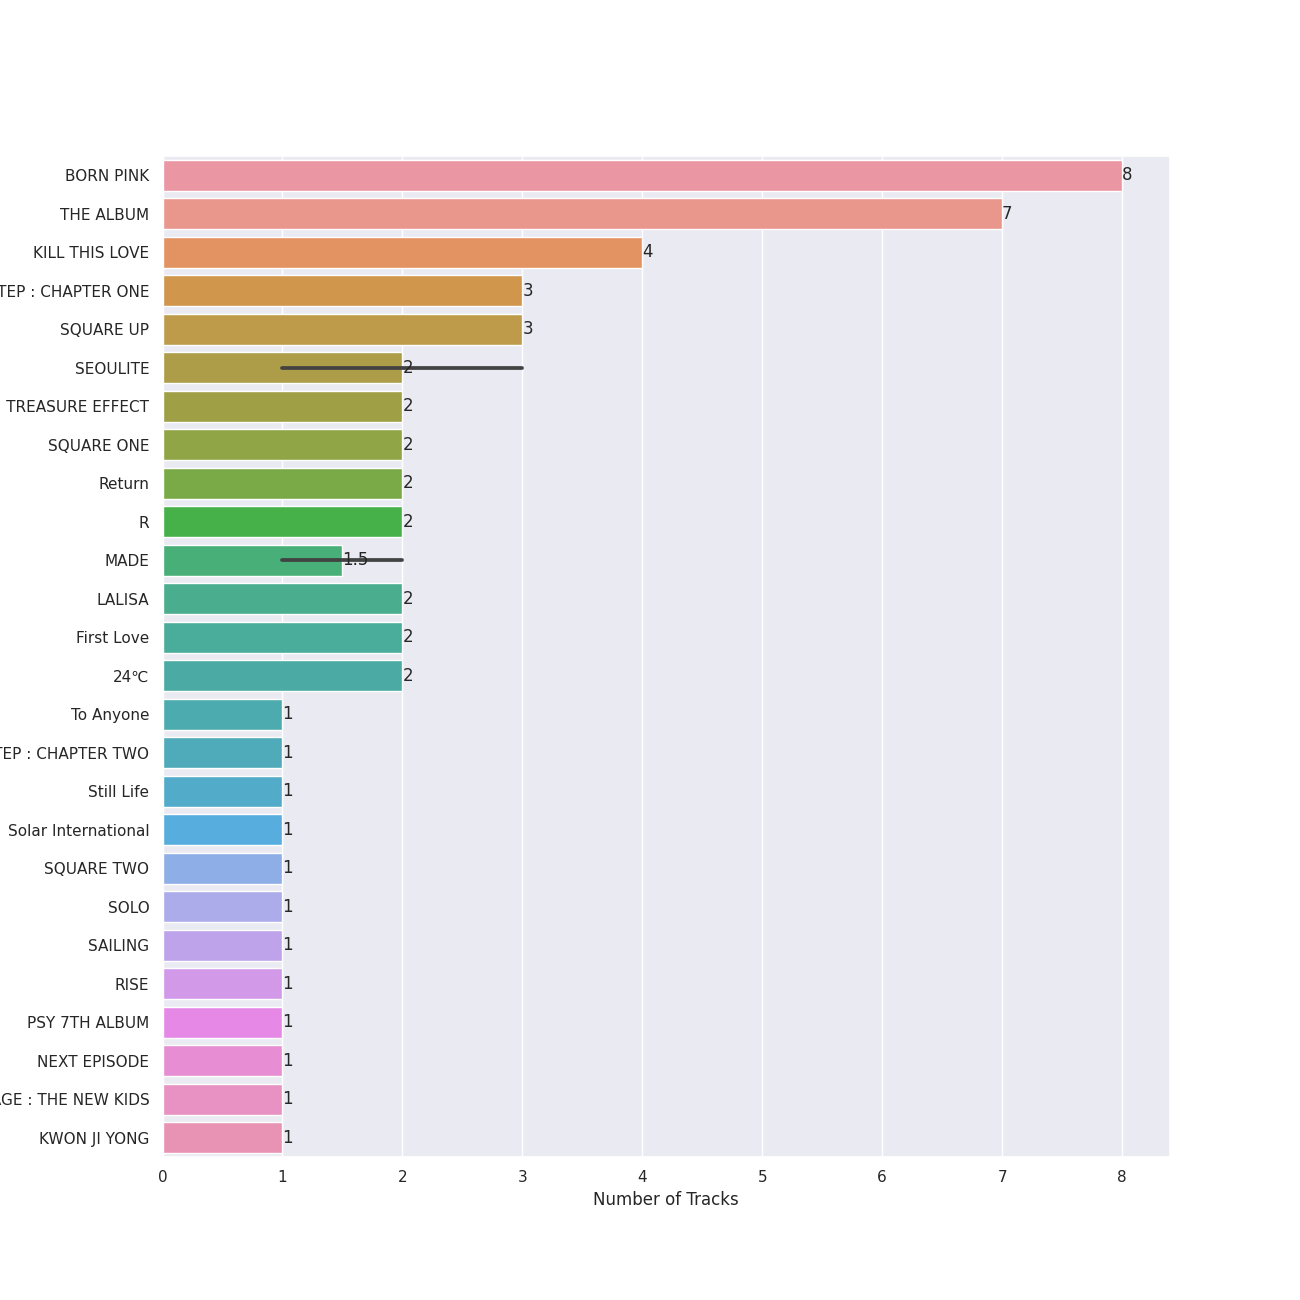 BORN PINK 8
THE ALBUM 7
KILL THIS LOVE 4
TEP : CHAPTER ONE 3
SQUARE UP 3
SEOULITE 2
TREASURE EFFECT 2
SQUARE ONE 2
Return 2
R 2
MADE 1.5
LALISA 2
First Love 2
24℃ 2
To Anyone 1
TEP : CHAPTER TWO 1
Still Life 1
Solar International 1
SQUARE TWO 1
SOLO 1
SAILING 1
RISE 1
PSY 7TH ALBUM 1
NEXT EPISODE 1
AGE : THE NEW KIDS 1
KWON JI YONG 1
0 1 2 3 4 5 6 7 8
Number of Tracks